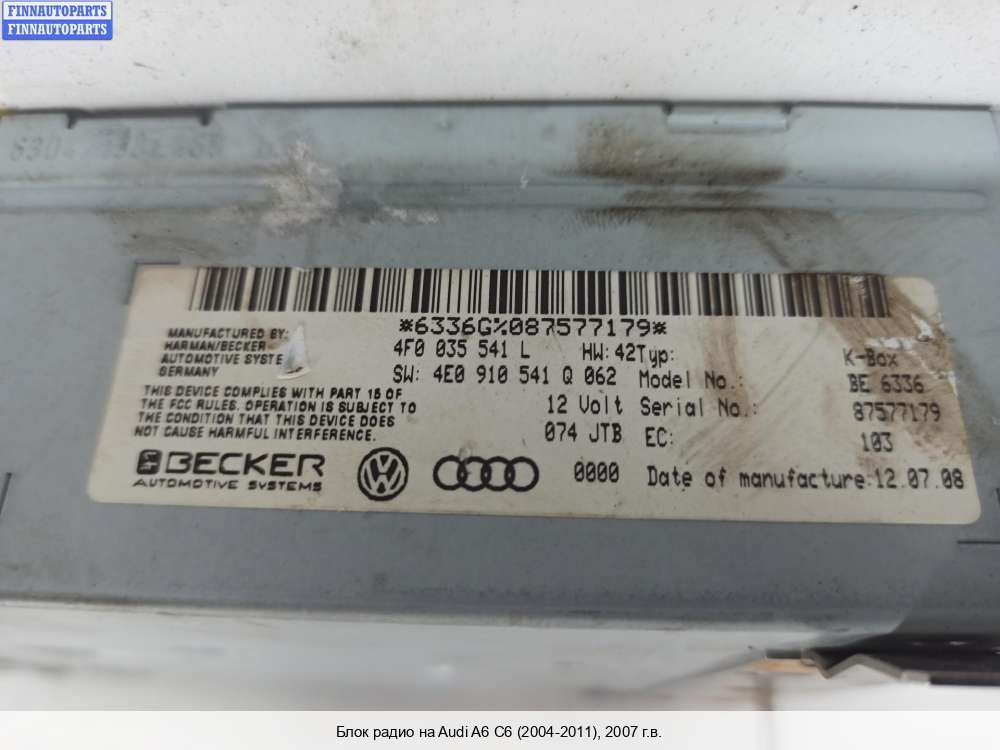 FINNAUTOPARTS
FINNAUTOPARTS
*6336G%087577179*
MANUFACTURED BY:
HARMAN/BECKER
AUTOMOTIVE SYSTE
GERMANY
4F0 035 541 L HW: 42 Typ: K-Box
SW: 4E0 910 541 Q 062 Model No.: BE 6336
12 Volt Serial No.: 87577179
074 JTB EC: 103
THIS DEVICE COMPLIES WITH PART 15 OF
THE FCC RULES. OPERATION IS SUBJECT TO
THE CONDITION THAT THIS DEVICE DOES
NOT CAUSE HARMFUL INTERFERENCE.
BECKER
AUTOMOTIVE SYSTEMS
0000 Date of manufacture: 12.07.08
Блок радио на Audi A6 C6 (2004-2011), 2007 г.в.